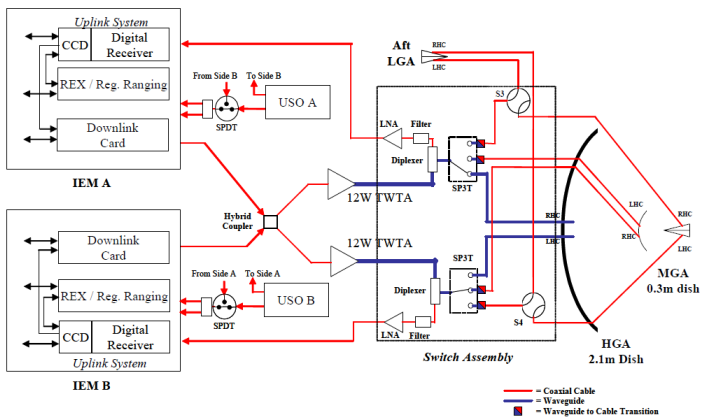 Uplink System
CCD
Digital
Receiver
REX / Reg. Ranging
Downlink
Card
IEM A
From Side B
To Side B
USO A
SPDT
Aft
LGA
RHC
LHC
S3
LNA
Filter
Diplexer
SP3T
12W TWTA
Hybrid
Coupler
12W TWTA
RHC
LHC
LHC
RHC
RHC
LHC
MGA
0.3m dish
Downlink
Card
REX / Reg. Ranging
CCD
Digital
Receiver
Uplink System
IEM B
From Side A
To Side A
USO B
SPDT
SP3T
Diplexer
LNA
Filter
S4
Switch Assembly
HGA
2.1m Dish
= Coaxial Cable
= Waveguide
= Waveguide to Cable Transition